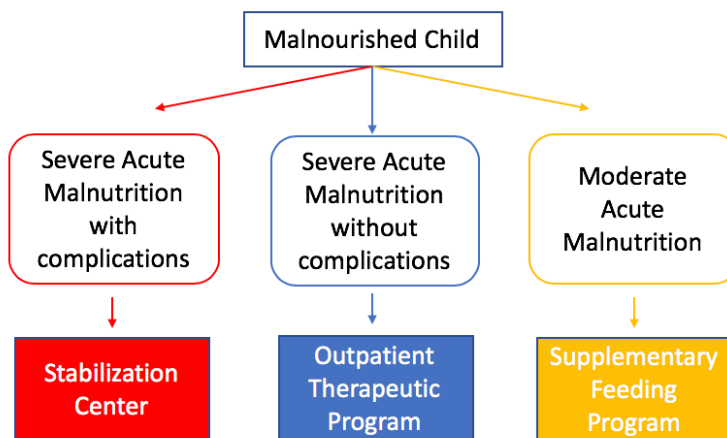 Malnourished Child
Severe Acute
Malnutrition
with
complications
Severe Acute
Malnutrition
without
complications
Moderate
Acute
Malnutrition
Stabilization
Center
Outpatient
Therapeutic
Program
Supplementary
Feeding
Program